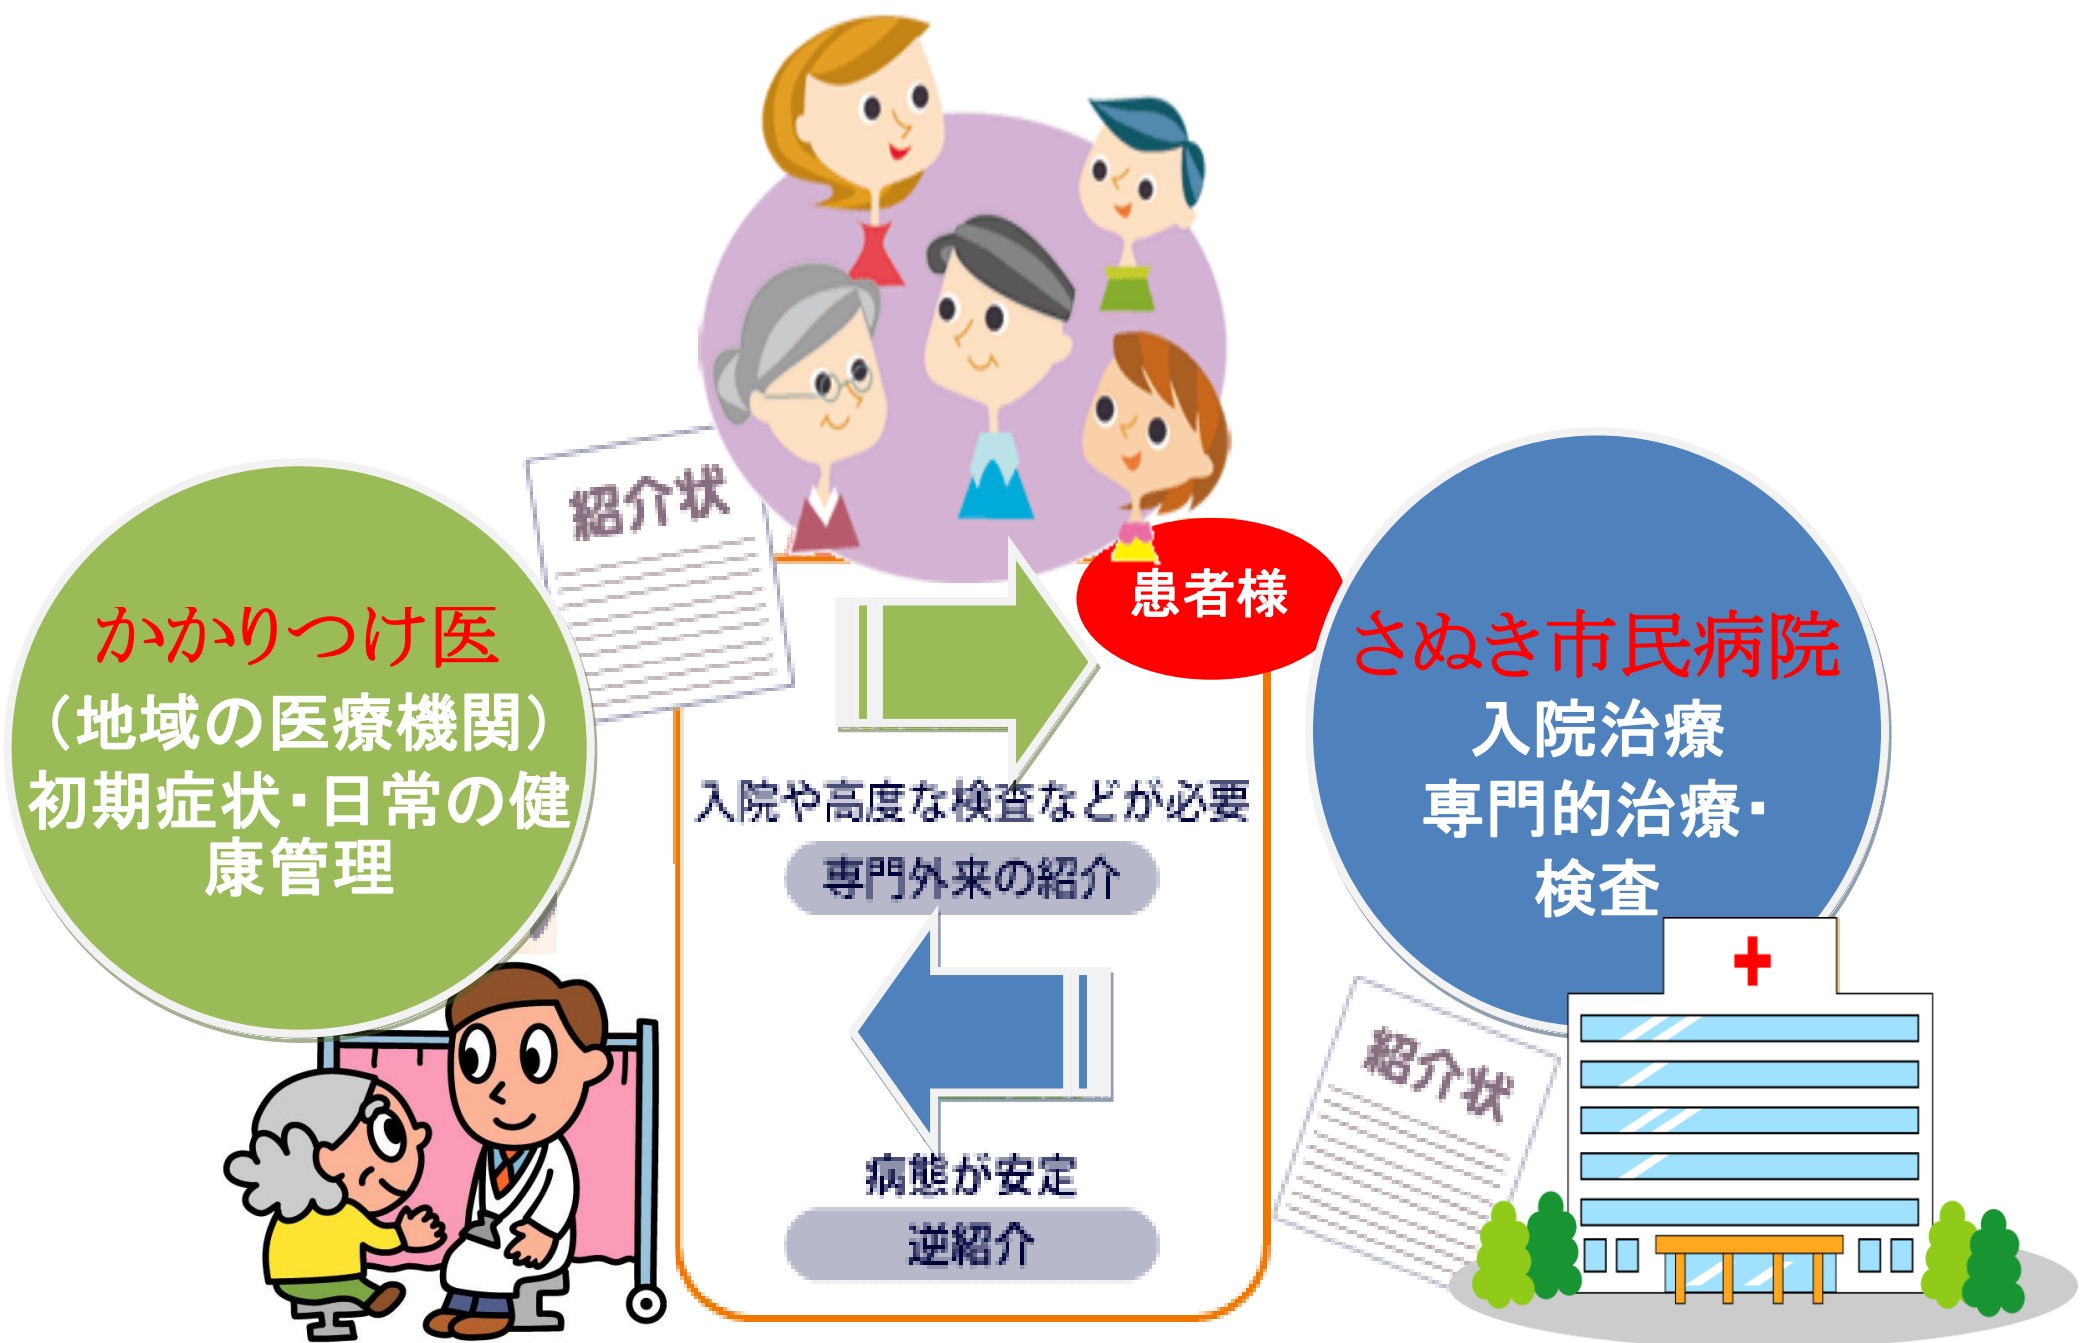 紹介状
患者様
かかりつけ医
（地域の医療機関）
初期症状・日常の健
康管理
入院や高度な検査などが必要
専門外来の紹介
病態が安定
逆紹介
さぬき市民病院
入院治療
専門的治療・
検査
紹介状